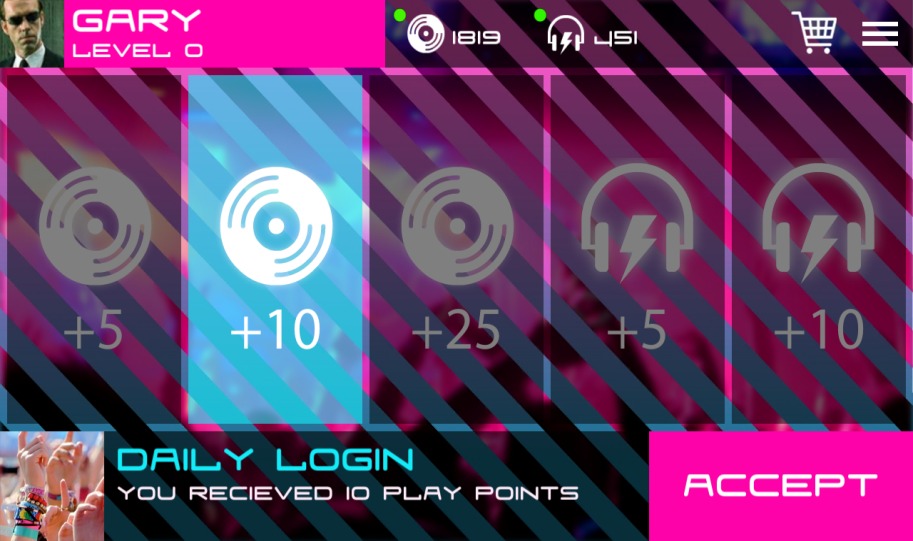 GARY
LEVEL 0
1819
451
+5
+10
+25
+5
+10
DAILY LOGIN
YOU RECIEVED 10 PLAY POINTS
ACCEPT